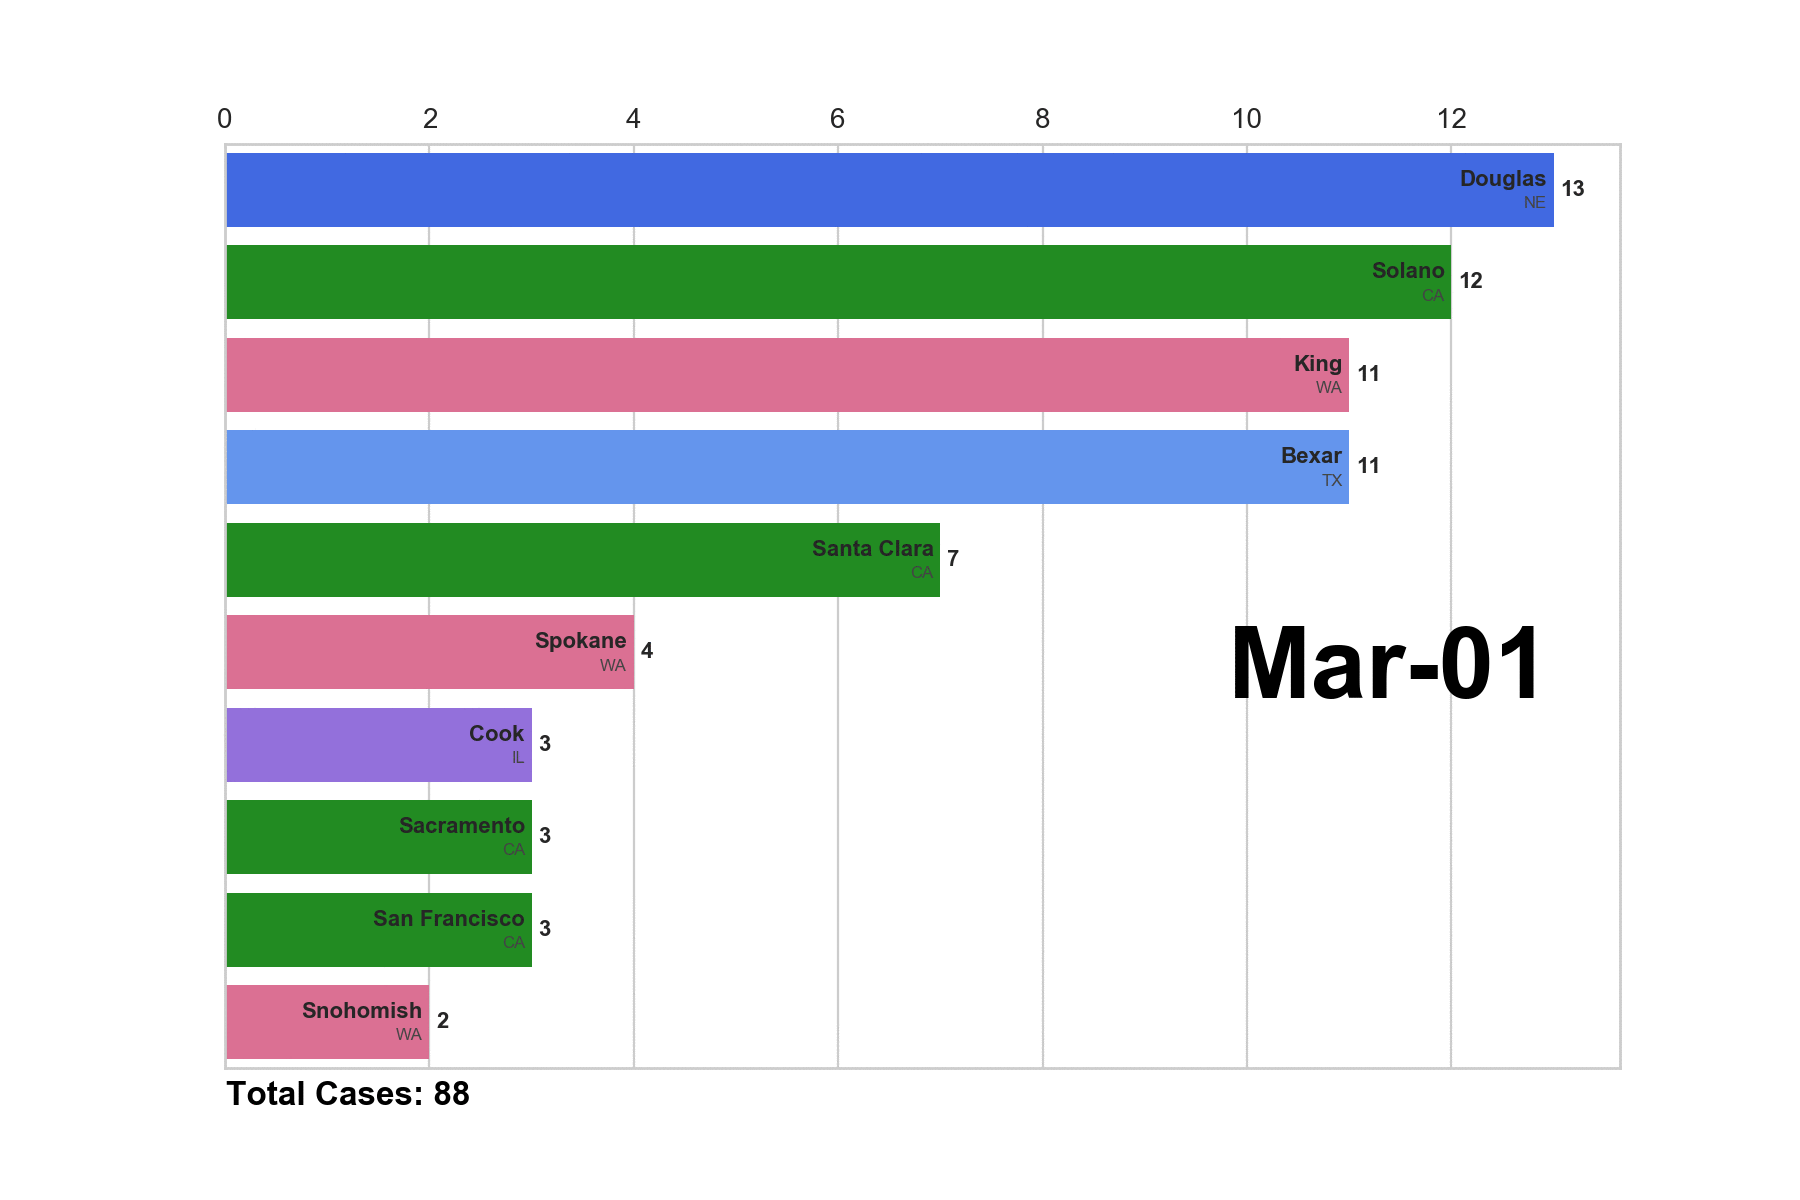 0 2 4 6 8 10 12
Douglas
NE
13
Solano
CA
12
King
WA
11
Bexar
TX
11
Santa Clara
CA
7
Spokane
WA
4
Mar-01
Cook
IL
3
Sacramento
CA
3
San Francisco
CA
3
Snohomish
WA
2
Total Cases: 88